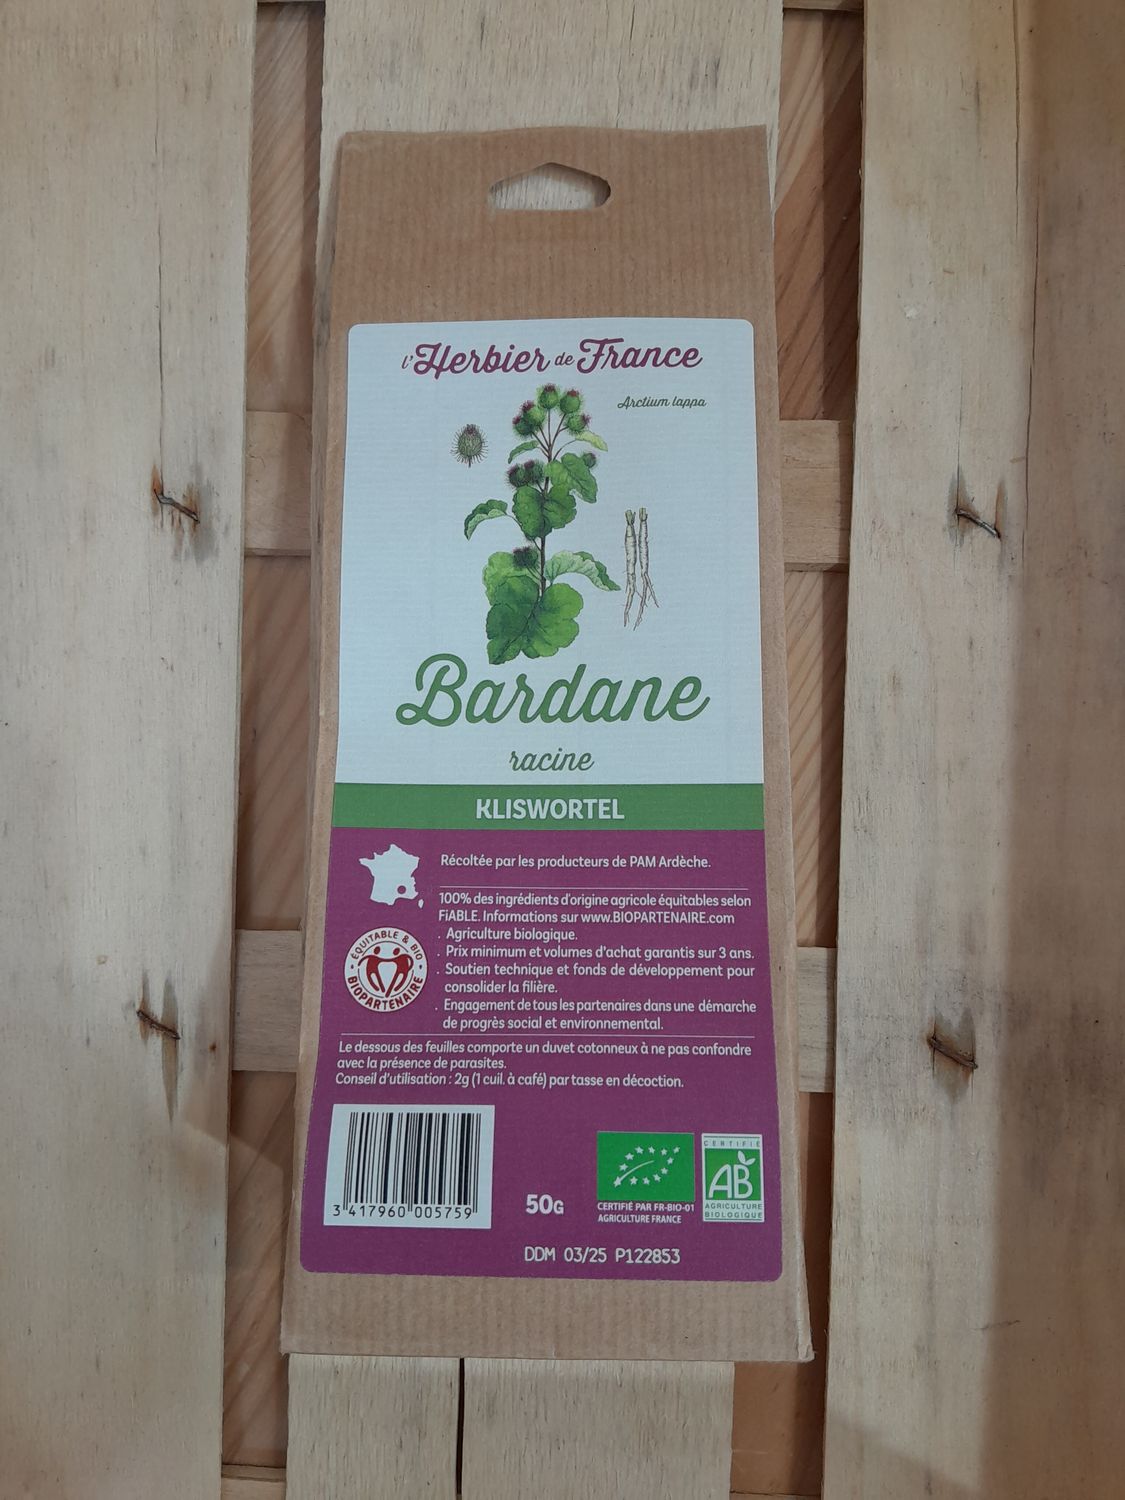 l'Herbier de France
Arctium lappa
Bardane
racine
KLISWORTEL
Récoltée par les producteurs de PAM Ardèche.
100% des ingrédients d'origine agricole équitables selon
FiABLE. Informations sur www.BIOPARTENAIRE.com
. Agriculture biologique.
. Prix minimum et volumes d'achat garantis sur 3 ans.
. Soutien technique et fonds de développement pour
consolider la filière.
. Engagement de tous les partenaires dans une démarche
de progrès social et environnemental.
ÉQUITABLE & BIO
BIOPARTENAIRE
Le dessous des feuilles comporte un duvet cotonneux à ne pas confondre
avec la présence de parasites.
Conseil d'utilisation : 2g (1 cuil. à café) par tasse en décoction.
3 417960 005759
50G
CERTIFIÉ PAR FR-BIO-01
AGRICULTURE FRANCE
CERTIFIÉ
AB
AGRICULTURE
BIOLOGIQUE
DDM 03/25 P122853